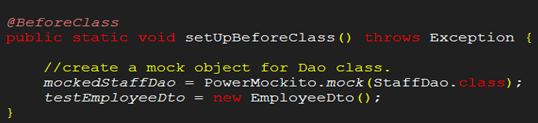 @BeforeClass
public static void setUpBeforeClass() throws Exception {
//create a mock object for Dao class.
mockedStaffDao = PowerMockito.mock(StaffDao.class);
testEmployeeDto = new EmployeeDto();
}